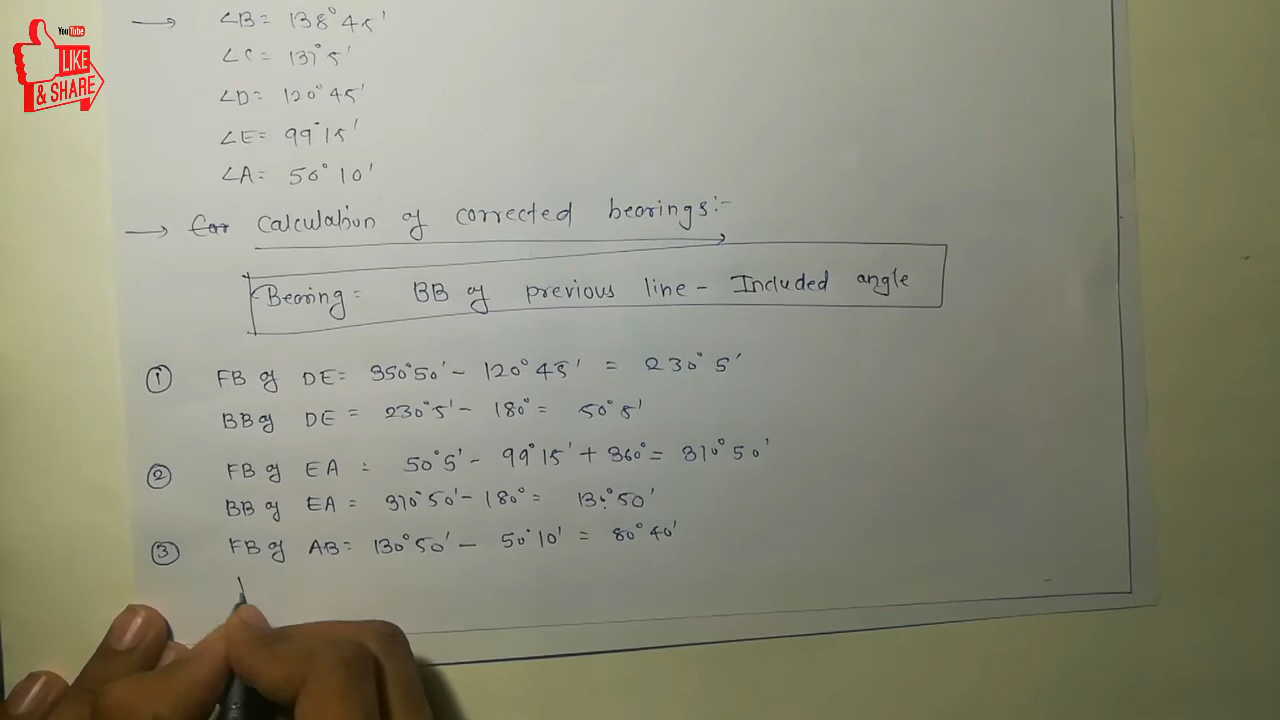 YouTube
LIKE
& SHARE
→ ∠B = 138° 45'
∠C = 131° 5'
∠D = 120° 45'
∠E = 99° 15'
∠A = 50° 10'
→ for calculation of corrected bearings:-
Bearing = BB of previous line - Included angle
① FB of DE = 350° 50' - 120° 45' = 230° 5'
BB of DE = 230° 5' - 180° = 50° 5'
② FB of EA = 50° 5' - 99° 15' + 360° = 310° 50'
BB of EA = 310° 50' - 180° = 130° 50'
③ FB of AB = 130° 50' - 50° 10' = 80° 40'